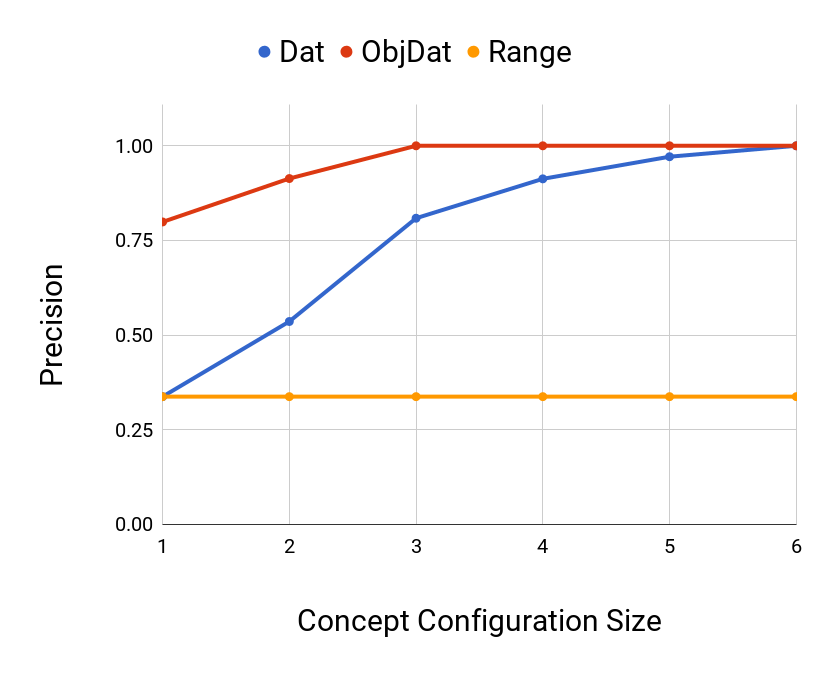 Dat ObjDat Range
1.00
0.75
0.50
0.25
0.00
Precision
1 2 3 4 5 6
Concept Configuration Size